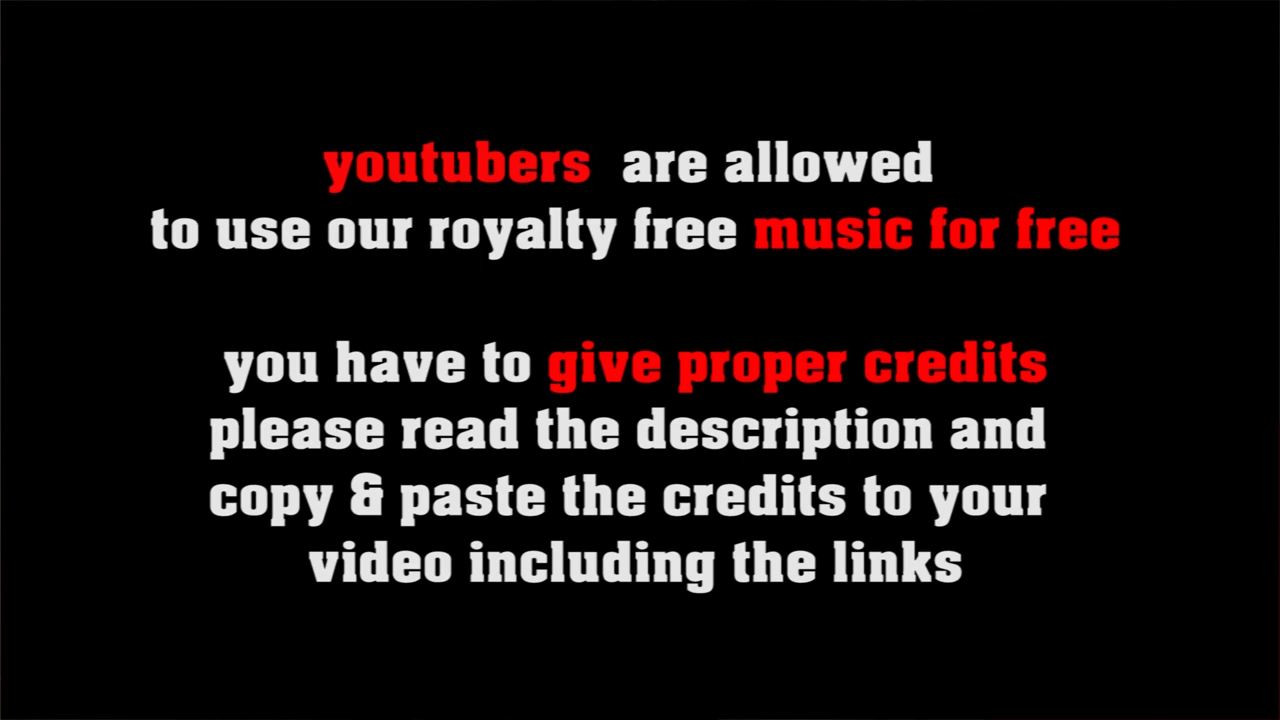 youtubers are allowed
to use our royalty free music for free
you have to give proper credits
please read the description and
copy & paste the credits to your
video including the links